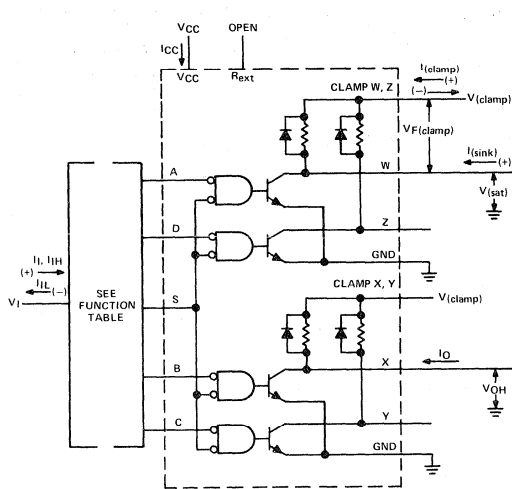 VCC OPEN
ICC
VCC Rext
CLAMP W, Z
I(clamp)
(+)
(−)
V(clamp)
VF(clamp)
I(sink)
(+)
W
V(sat)
A
Z
D
GND
II, IIH
(+)
IIL (−)
VI
SEE
FUNCTION
TABLE
S
CLAMP X, Y
V(clamp)
B
X
IO
VOH
C
Y
GND